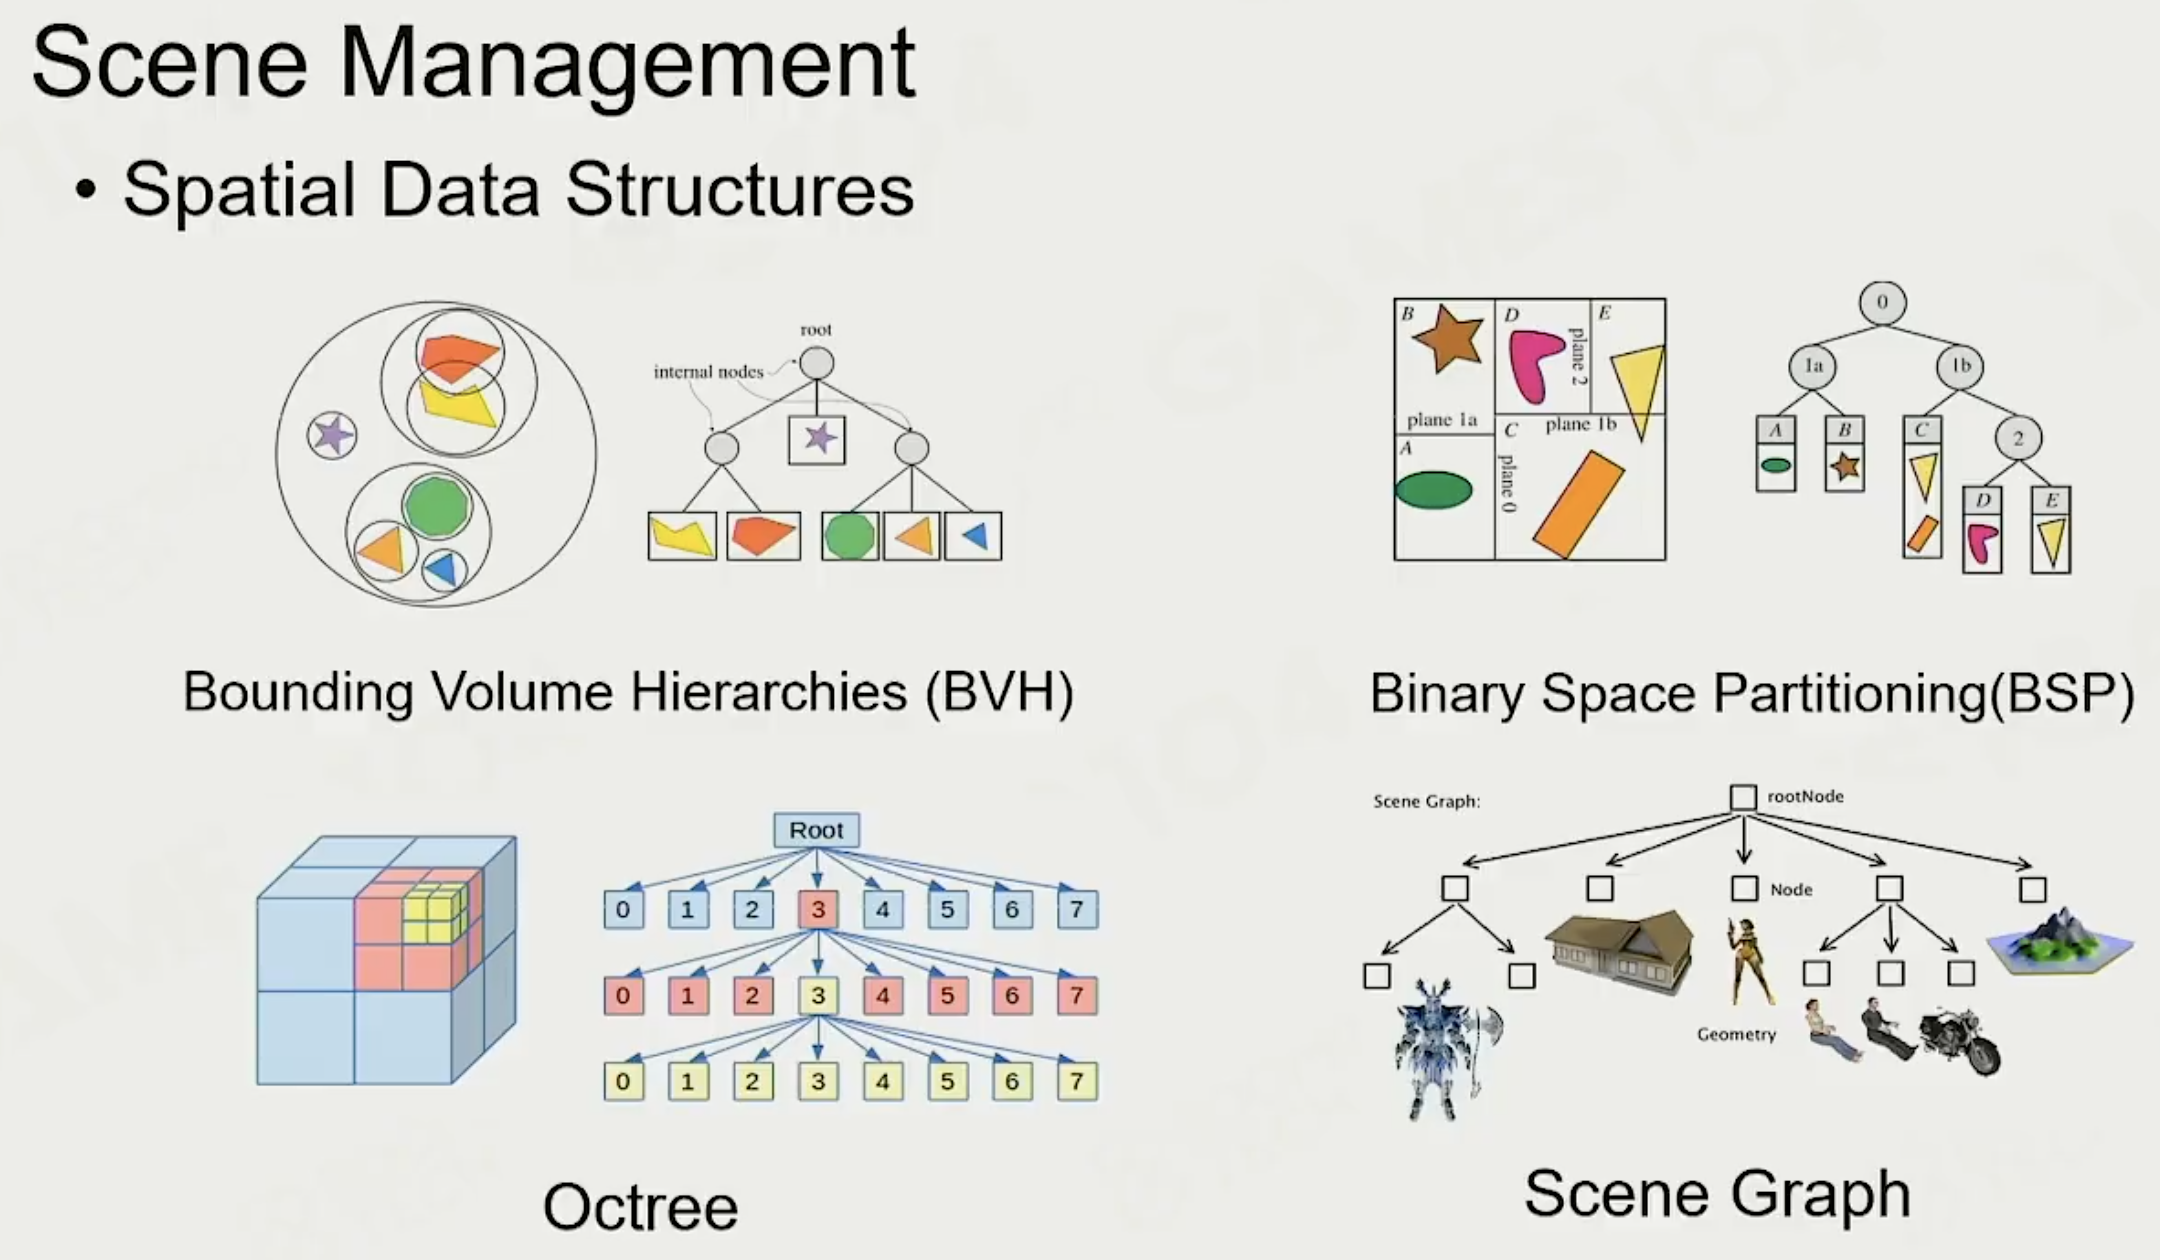 Scene Management
• Spatial Data Structures
root
internal nodes
Bounding Volume Hierarchies (BVH)
B
D
E
plane 2
plane 1a
C
plane 1b
A
plane 0
0
1a
1b
A
B
C
2
D
E
Binary Space Partitioning(BSP)
Root
0 1 2 3 4 5 6 7
0 1 2 3 4 5 6 7
0 1 2 3 4 5 6 7
Octree
Scene Graph:
rootNode
Node
Geometry
Scene Graph
GAMES104